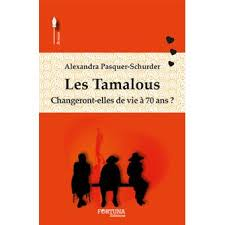 Alexandra Pasquer-Schurder
Les Tamalous
Changeront-elles de vie à 70 ans ?
FORTUNA